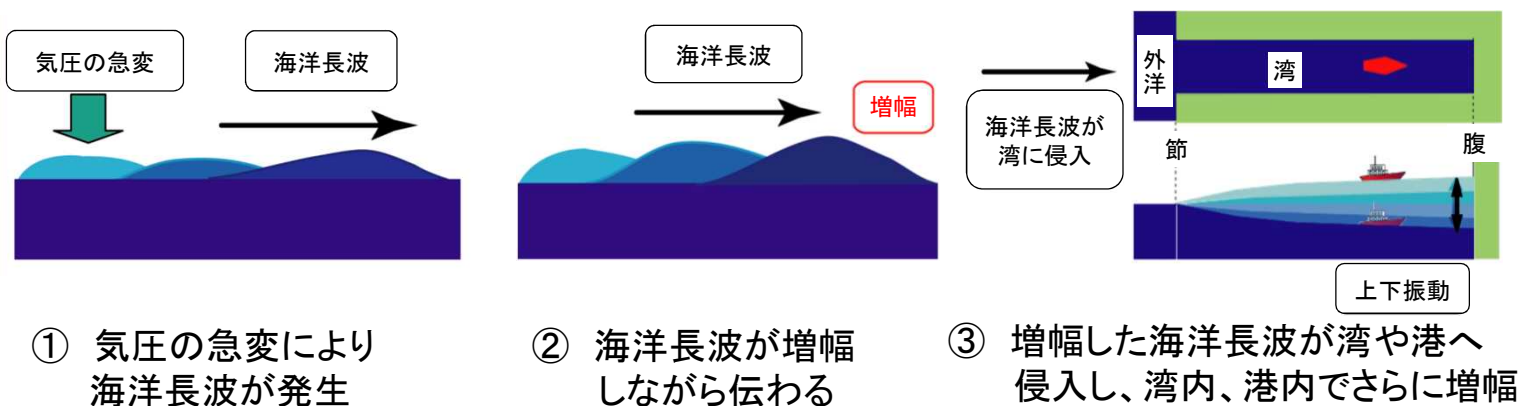 気圧の急変
海洋長波
海洋長波
増幅
海洋長波が
湾に侵入
外洋
湾
節
腹
上下振動
① 気圧の急変により
海洋長波が発生
② 海洋長波が増幅
しながら伝わる
③ 増幅した海洋長波が湾や港へ
侵入し、湾内、港内でさらに増幅